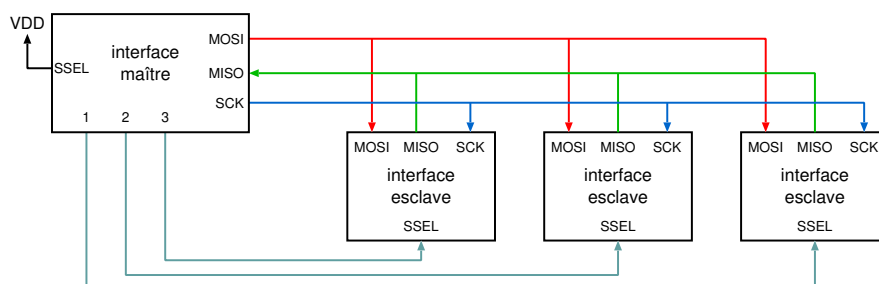 VDD
SSEL
interface
maître
MOSI
MISO
SCK
1 2 3
MOSI MISO SCK
interface
esclave
SSEL
MOSI MISO SCK
interface
esclave
SSEL
MOSI MISO SCK
interface
esclave
SSEL